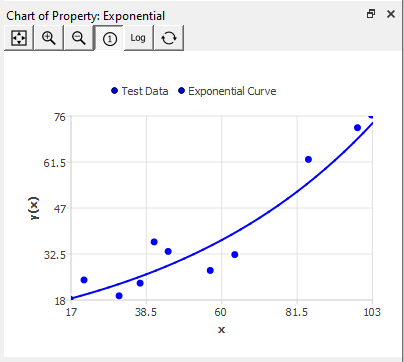 Chart of Property: Exponential
1 Log
Test Data Exponential Curve
76
61.5
47
32.5
18
y(x)
17 38.5 60 81.5 103
x